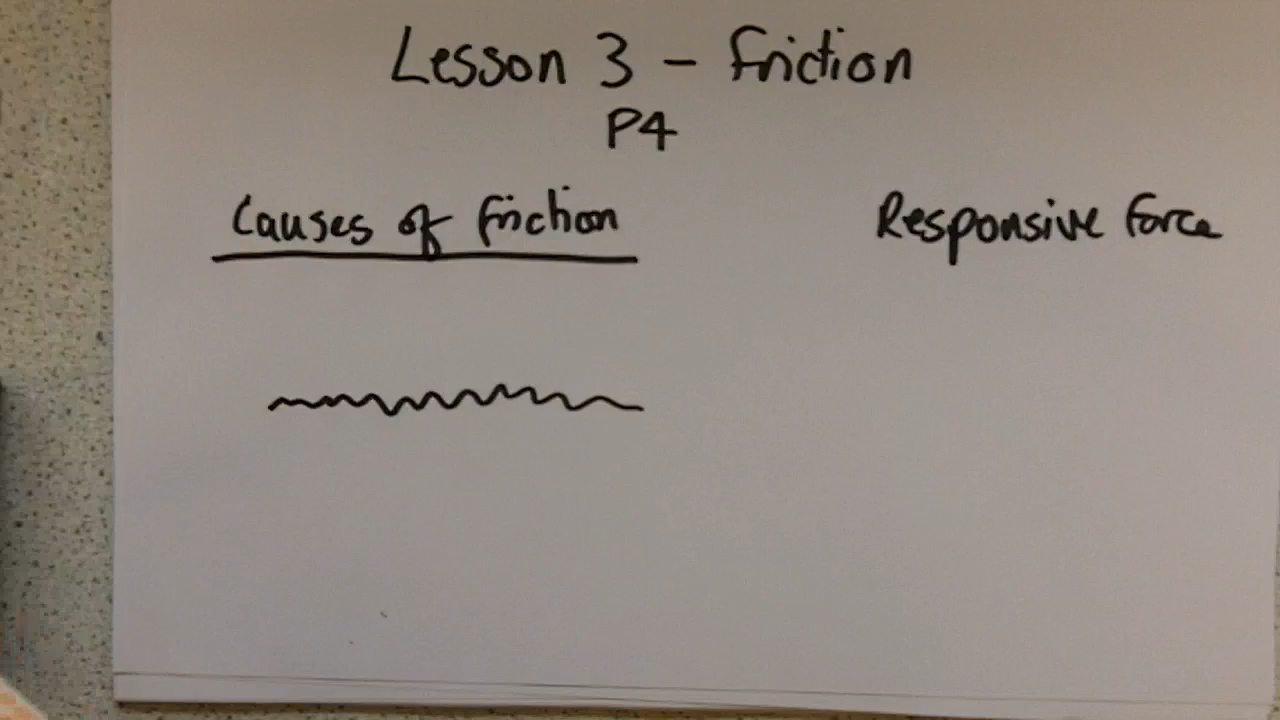 Lesson 3 - Friction
P4
Causes of friction
Responsive force